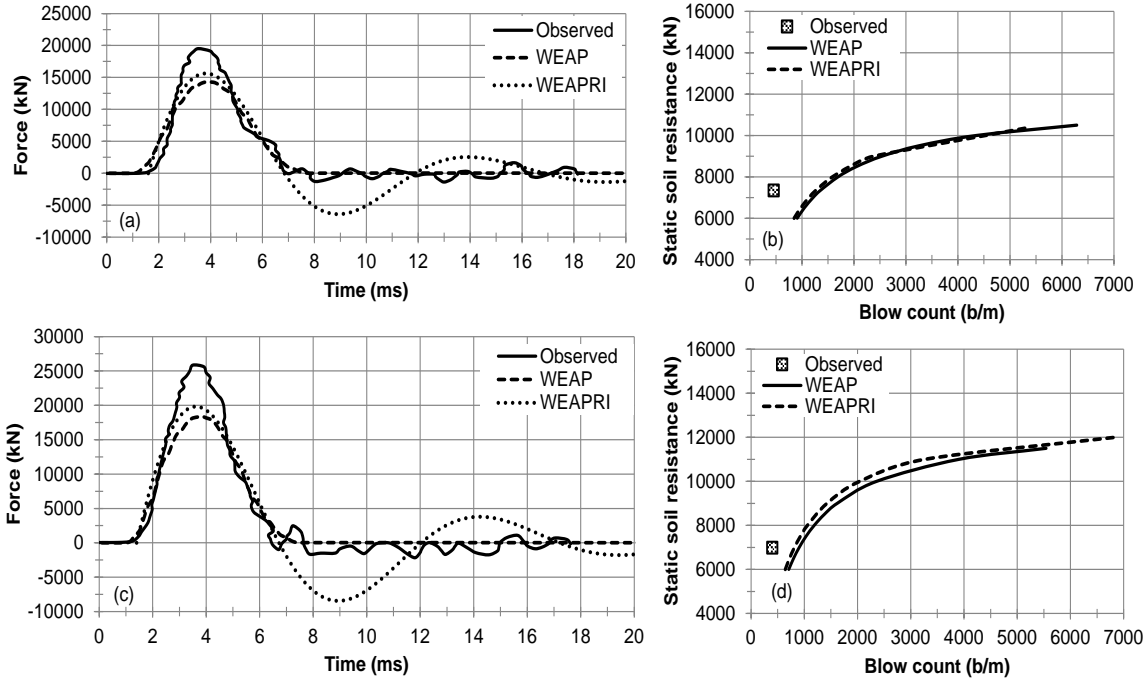 25000
20000
15000
10000
5000
0
-5000
-10000
Force (kN)
Observed
WEAP
WEAPRI
(a)
0 2 4 6 8 10 12 14 16 18 20
Time (ms)
16000
14000
12000
10000
8000
6000
4000
Static soil resistance (kN)
Observed
WEAP
WEAPRI
(b)
0 1000 2000 3000 4000 5000 6000 7000
Blow count (b/m)
30000
25000
20000
15000
10000
5000
0
-5000
-10000
Force (kN)
Observed
WEAP
WEAPRI
(c)
0 2 4 6 8 10 12 14 16 18 20
Time (ms)
16000
14000
12000
10000
8000
6000
4000
Static soil resistance (kN)
Observed
WEAP
WEAPRI
(d)
0 1000 2000 3000 4000 5000 6000 7000
Blow count (b/m)